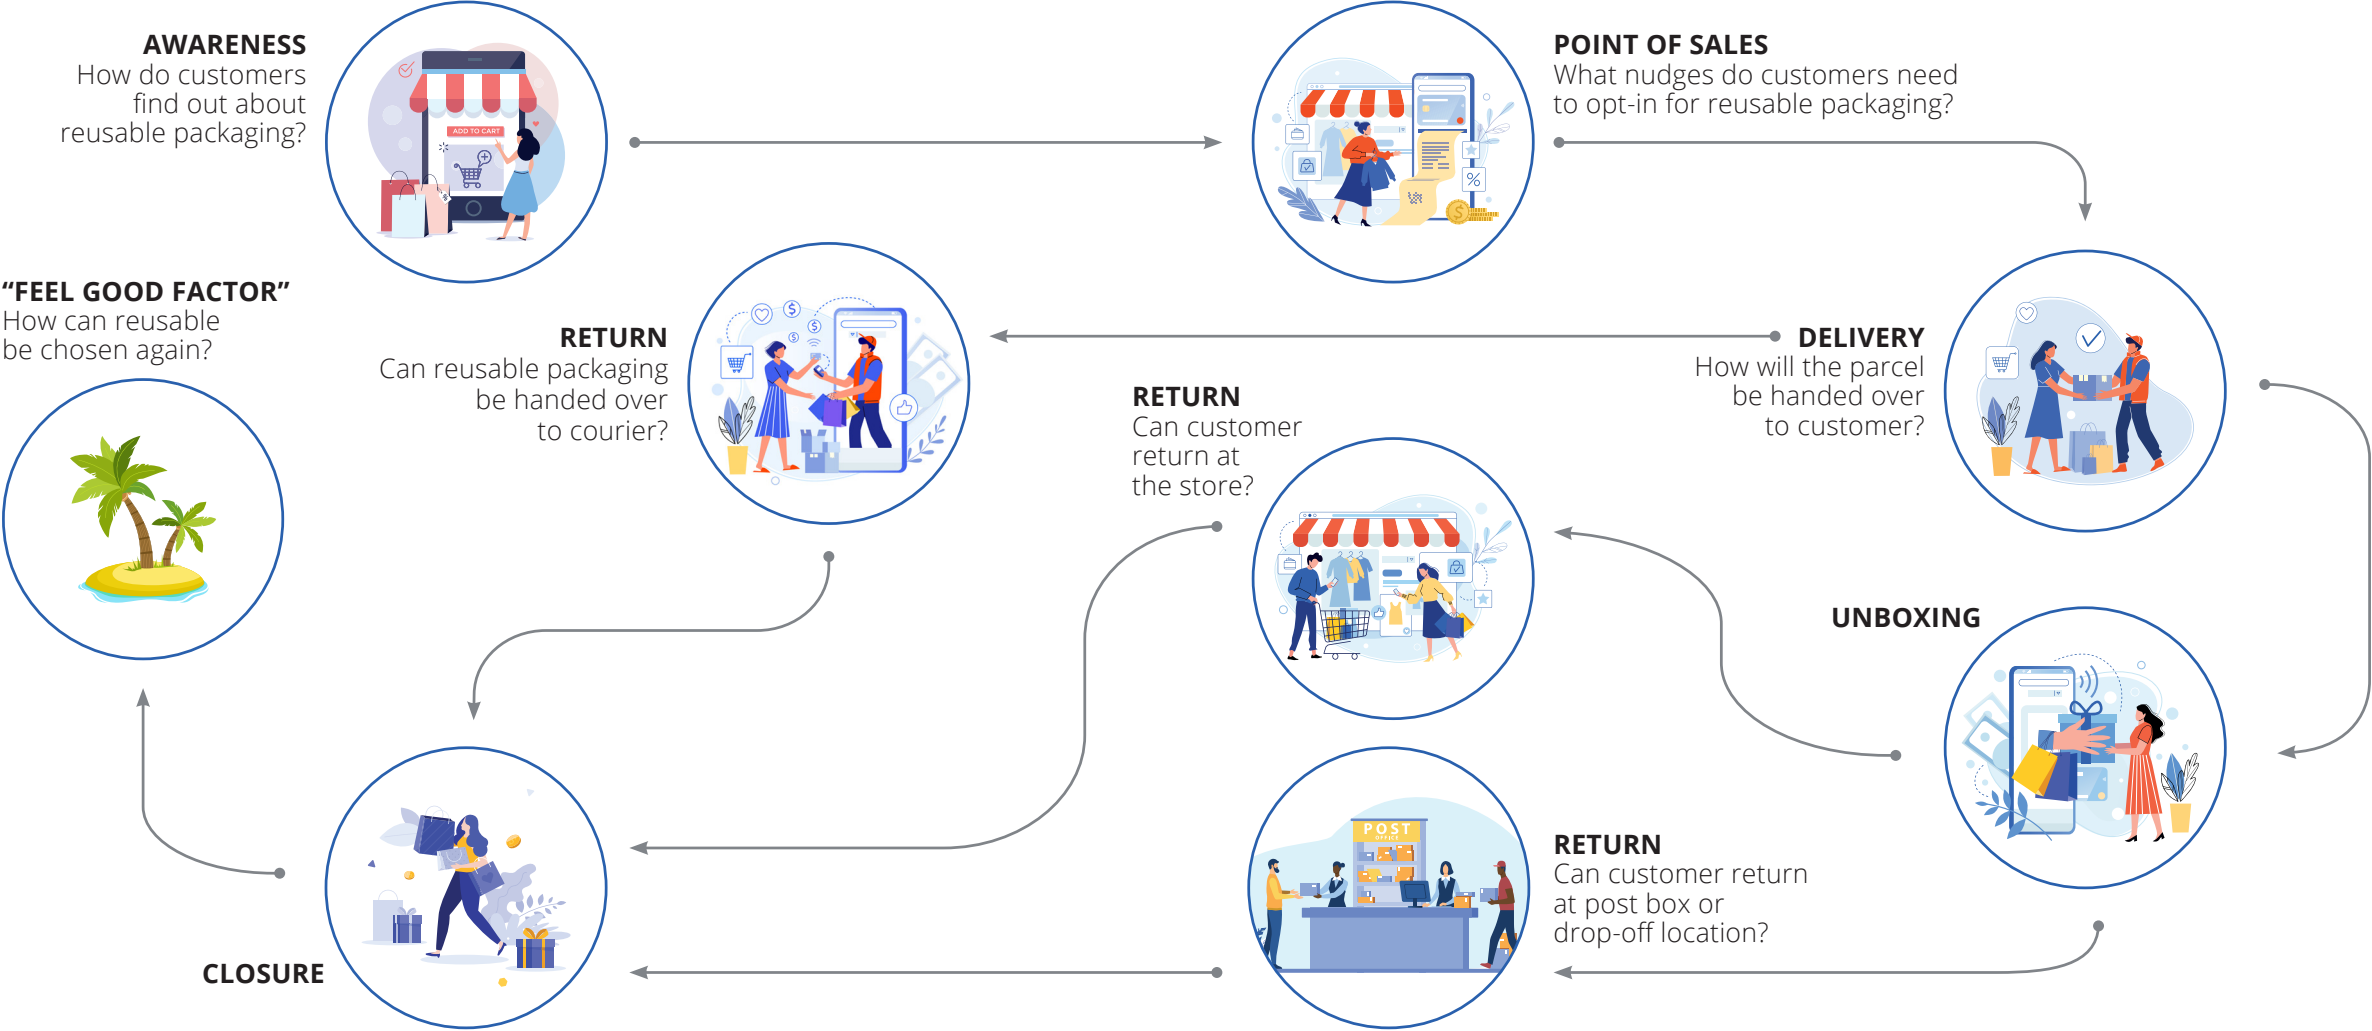 AWARENESS
How do customers
find out about
reusable packaging?
ADD TO CART
POINT OF SALES
What nudges do customers need
to opt-in for reusable packaging?
“FEEL GOOD FACTOR”
How can reusable
be chosen again?
RETURN
Can reusable packaging
be handed over
to courier?
DELIVERY
How will the parcel
be handed over
to customer?
RETURN
Can customer
return at
the store?
UNBOXING
POST
OFFICE
RETURN
Can customer return
at post box or
drop-off location?
CLOSURE